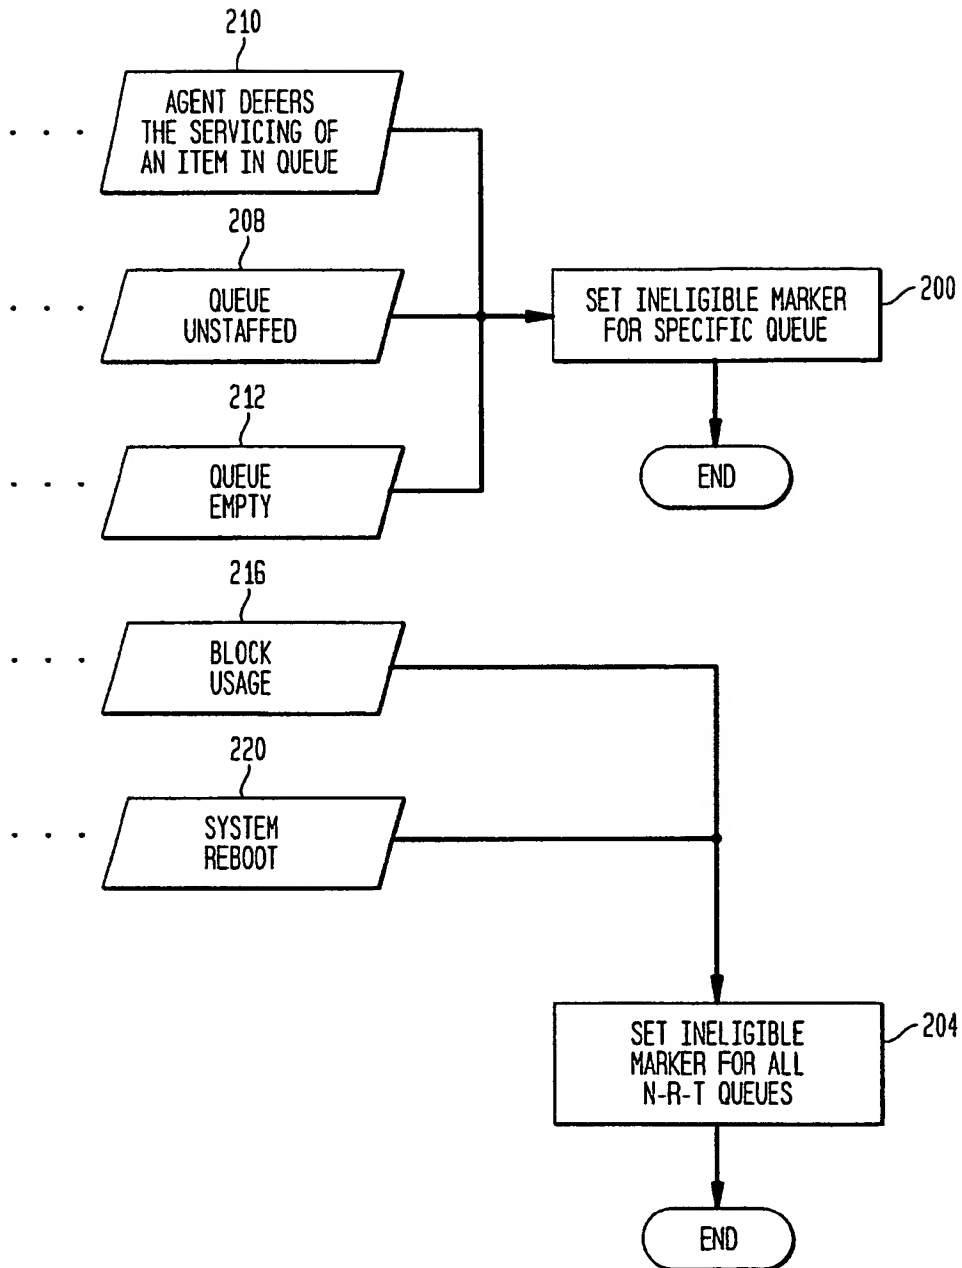 210
AGENT DEFERS
THE SERVICING OF
AN ITEM IN QUEUE
208
QUEUE
UNSTAFFED
SET INELIGIBLE MARKER
FOR SPECIFIC QUEUE
200
212
QUEUE
EMPTY
END
216
BLOCK
USAGE
220
SYSTEM
REBOOT
SET INELIGIBLE
MARKER FOR ALL
N-R-T QUEUES
204
END